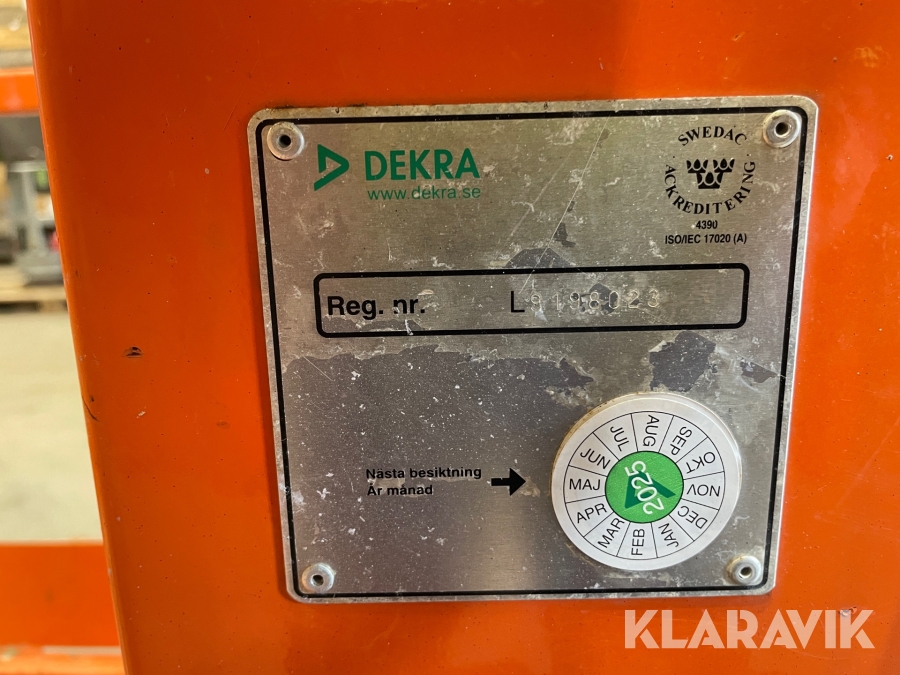 DEKRA
www.dekra.se
SWEDAC
ACKREDITERING
4390
ISO/IEC 17020 (A)
Reg. nr. L9198023
Nästa besiktning
År månad
JAN FEB MAR APR MAJ JUN JUL AUG SEP OKT NOV DEC
2025
KLARAVIK